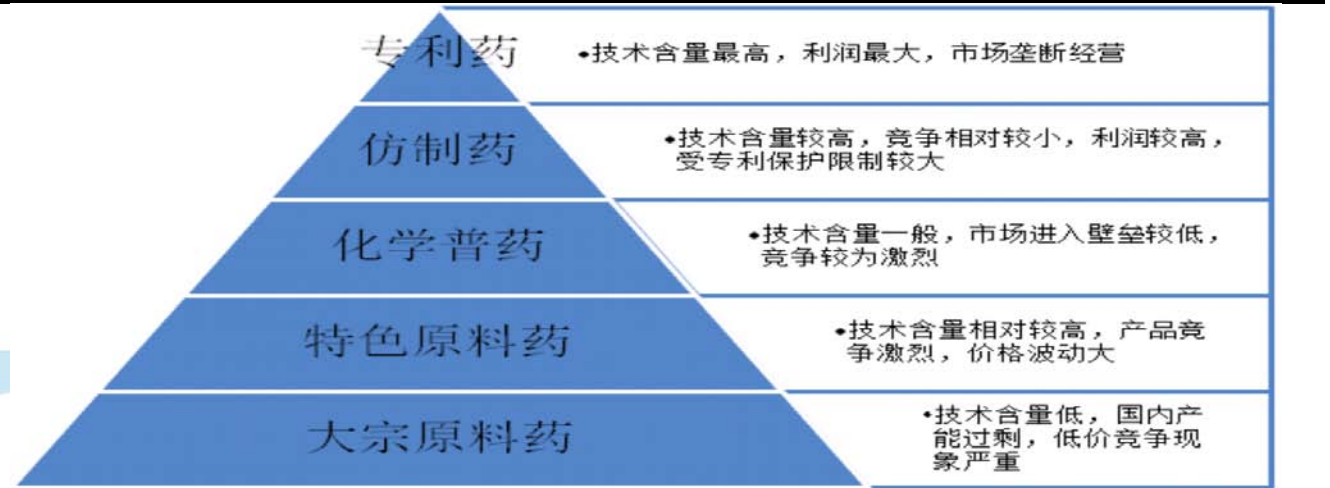 专利药
•技术含量最高，利润最大，市场垄断经营
仿制药
•技术含量较高，竞争相对较小，利润较高，
受专利保护限制较大
化学普药
•技术含量一般，市场进入壁垒较低，
竞争较为激烈
特色原料药
•技术含量相对较高，产品竞
争激烈，价格波动大
大宗原料药
•技术含量低，国内产
能过剩，低价竞争现
象严重